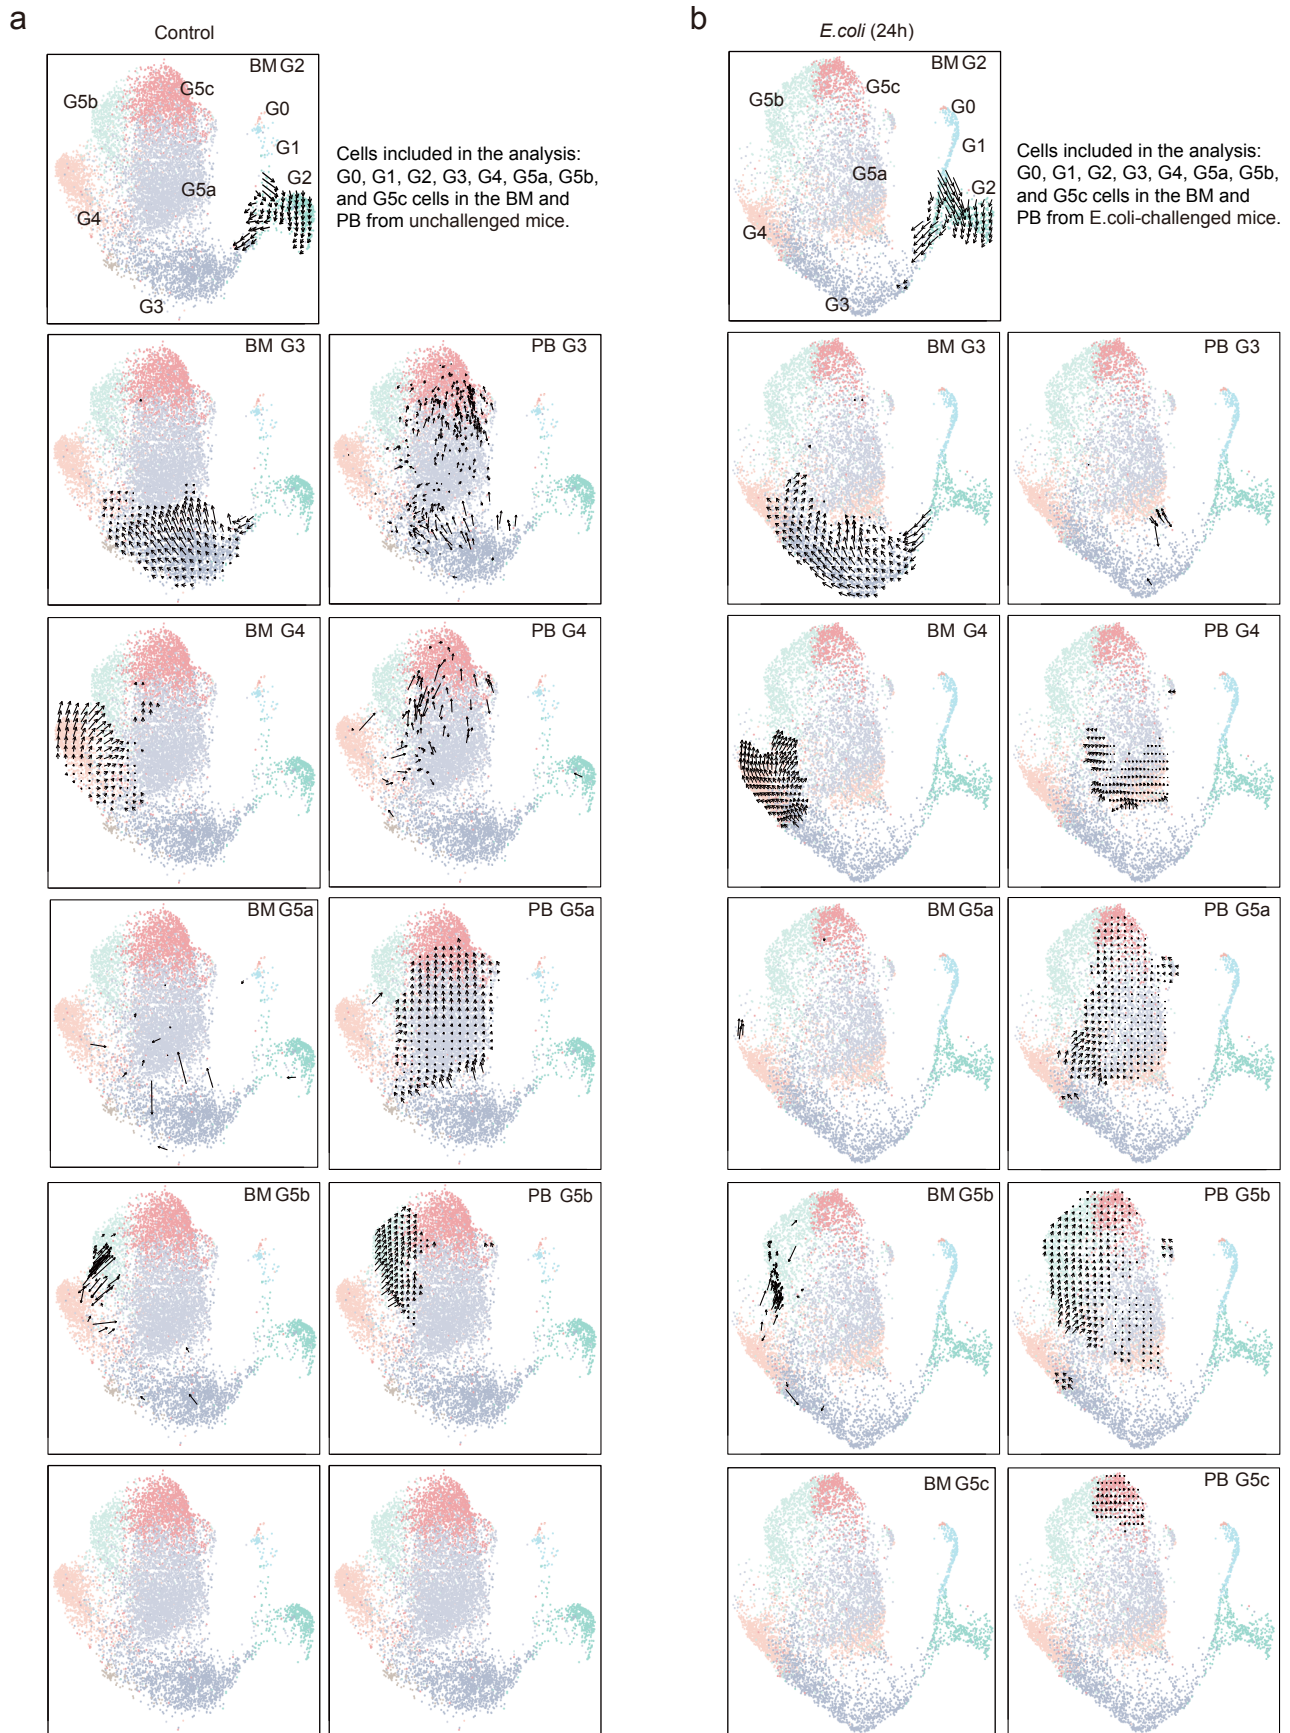 a
Control
BM G2
G5c
G5b
G0
G1
G2
G5a
G4
G3
Cells included in the analysis:
G0, G1, G2, G3, G4, G5a, G5b,
and G5c cells in the BM and
PB from unchallenged mice.
BM G3
PB G3
BM G4
PB G4
BM G5a
PB G5a
BM G5b
PB G5b
b
E.coli (24h)
BM G2
G5c
G5b
G0
G1
G5a
G2
G4
G3
Cells included in the analysis:
G0, G1, G2, G3, G4, G5a, G5b,
and G5c cells in the BM and
PB from E.coli-challenged mice.
BM G3
PB G3
BM G4
PB G4
BM G5a
PB G5a
BM G5b
PB G5b
BM G5c
PB G5c